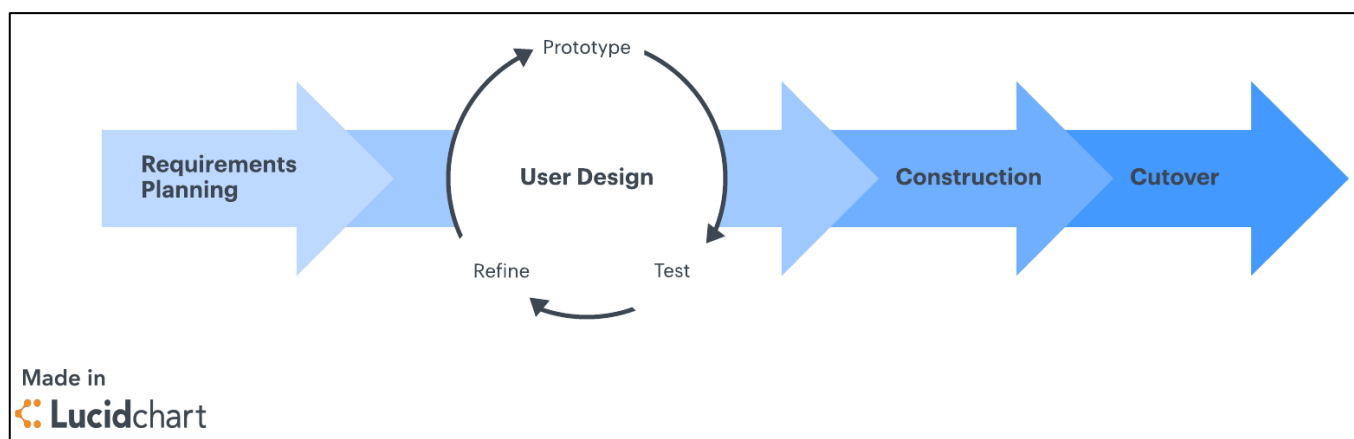 Prototype
Requirements
Planning
User Design
Construction
Cutover
Refine
Test
Made in
Lucidchart